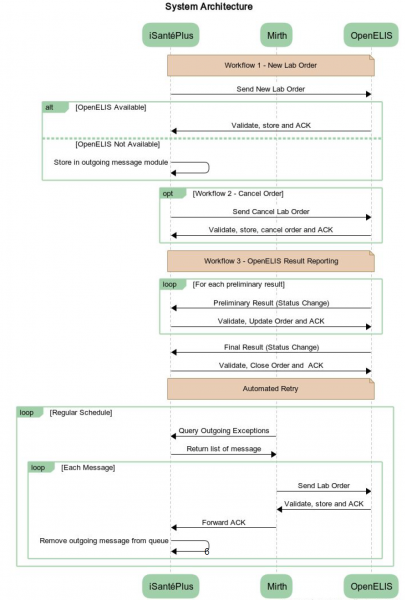 System Architecture
iSantéPlus Mirth OpenELIS
Workflow 1 - New Lab Order
Send New Lab Order
alt [OpenELIS Available]
Validate, store and ACK
[OpenELIS Not Available]
Store in outgoing message module
opt [Workflow 2 - Cancel Order]
Send Cancel Lab Order
Validate, store, cancel order and ACK
Workflow 3 - OpenELIS Result Reporting
loop [For each preliminary result]
Preliminary Result (Status Change)
Validate, Update Order and ACK
Final Result (Status Change)
Validate, Close Order and ACK
Automated Retry
loop [Regular Schedule]
Query Outgoing Exceptions
Return list of message
loop [Each Message]
Send Lab Order
Validate, store and ACK
Forward ACK
Remove outgoing message from queue
6
iSantéPlus Mirth OpenELIS